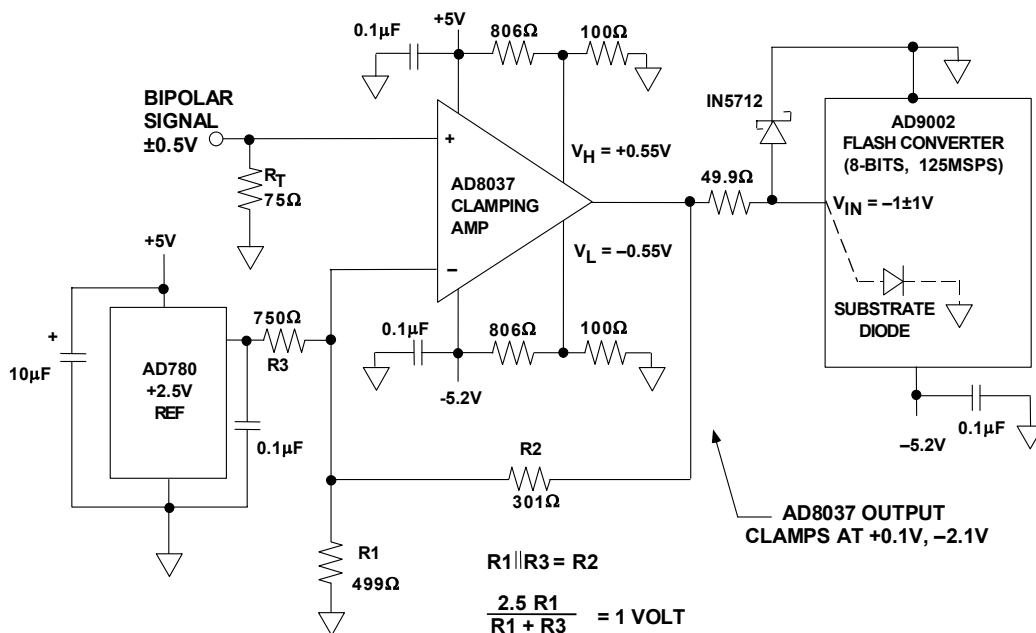 0.1µF
+5V
806Ω
100Ω
BIPOLAR
SIGNAL
±0.5V
R_T
75Ω
+
AD8037
CLAMPING
AMP
–
V_H = +0.55V
V_L = –0.55V
IN5712
49.9Ω
AD9002
FLASH CONVERTER
(8-BITS, 125MSPS)
V_IN = –1±1V
SUBSTRATE
DIODE
+5V
+
10µF
AD780
+2.5V
REF
750Ω
R3
0.1µF
0.1µF
806Ω
100Ω
-5.2V
–5.2V
0.1µF
R2
301Ω
R1
499Ω
AD8037 OUTPUT
CLAMPS AT +0.1V, –2.1V
R1||R3 = R2
2.5 R1
R1 + R3
= 1 VOLT